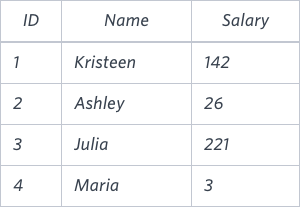 ID Name Salary
1 Kristeen 142
2 Ashley 26
3 Julia 221
4 Maria 3